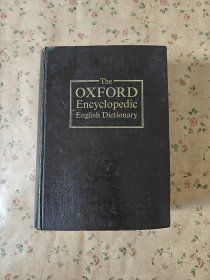 The
OXFORD
Encyclopedic
English Dictionary